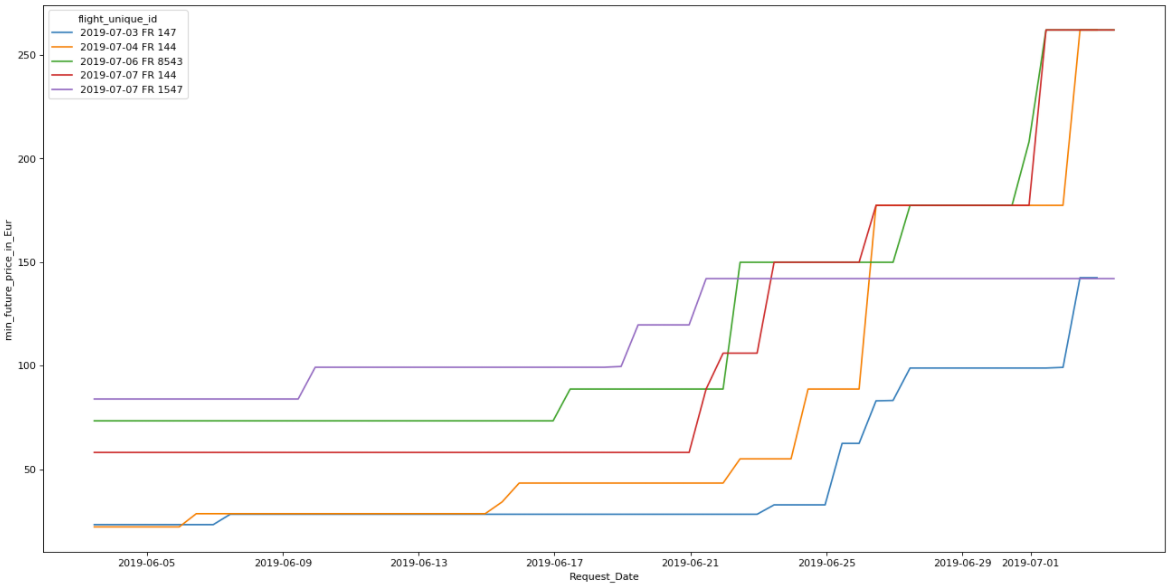 flight_unique_id
2019-07-03 FR 147
2019-07-04 FR 144
2019-07-06 FR 8543
2019-07-07 FR 144
2019-07-07 FR 1547
250
200
150
100
50
min_future_price_in_Eur
2019-06-05
2019-06-09
2019-06-13
2019-06-17
2019-06-21
2019-06-25
2019-06-29
2019-07-01
Request_Date